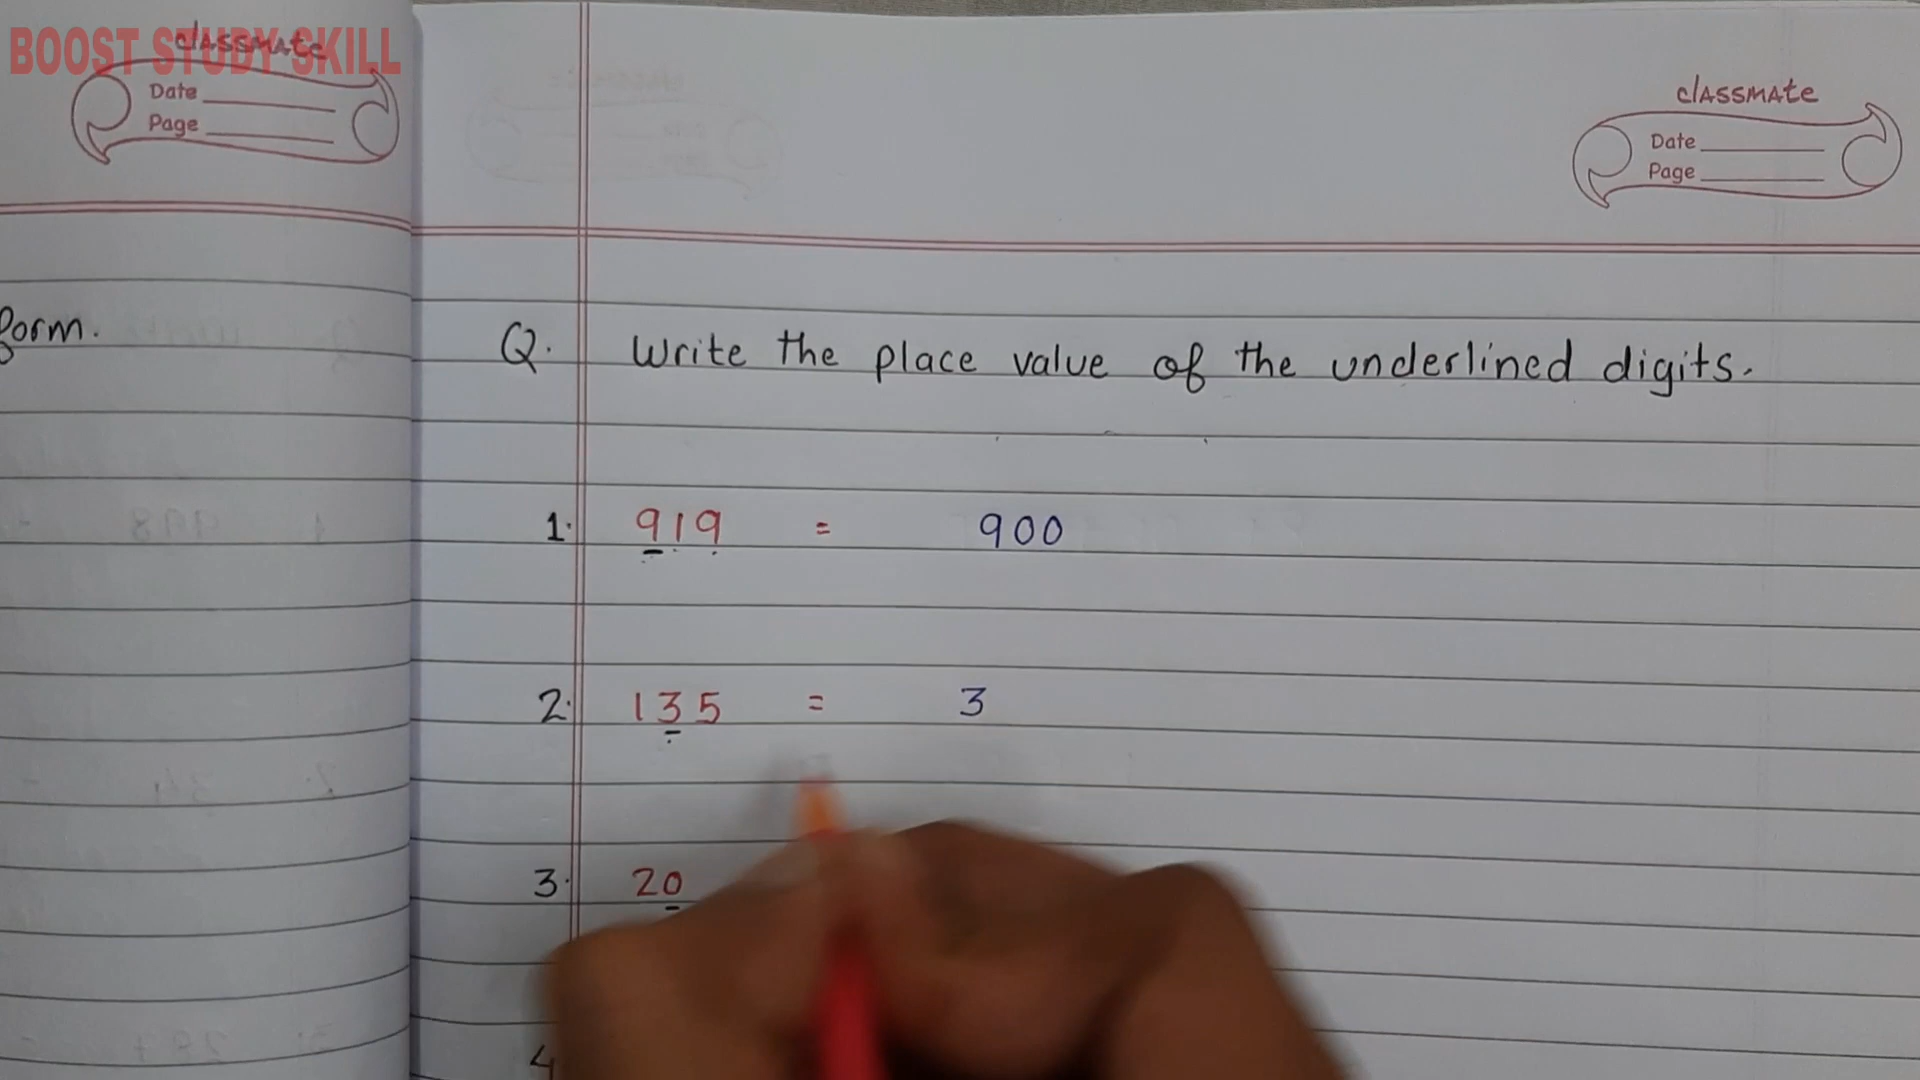 BOOST STUDY SKILL
classmate
Date
Page
classmate
Date
Page
form.
Q. Write the place value of the underlined digits.
1. 919 = 900
2. 135 = 3
3. 20
4